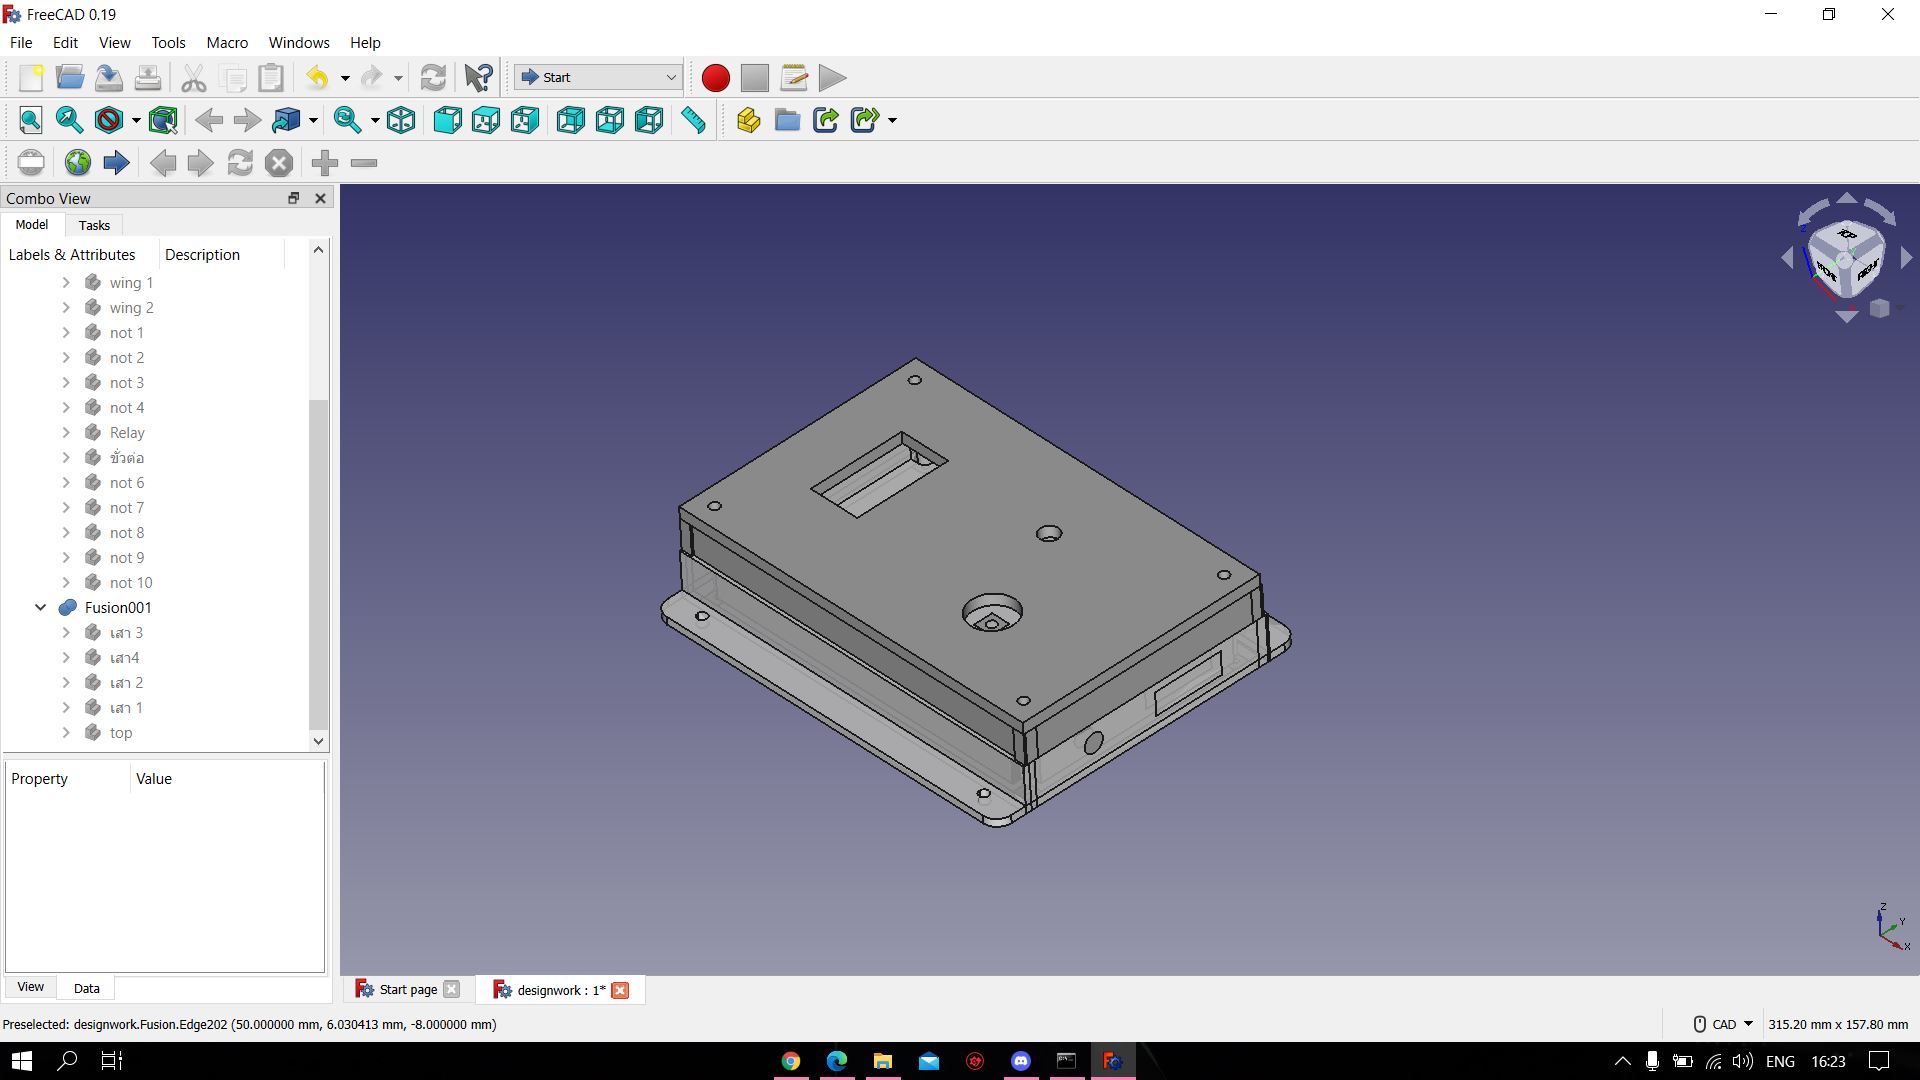 FreeCAD 0.19
File Edit View Tools Macro Windows Help
Start
Combo View
Model Tasks
Labels & Attributes Description
wing 1
wing 2
not 1
not 2
not 3
not 4
Relay
ขั้วต่อ
not 6
not 7
not 8
not 9
not 10
Fusion001
เสา 3
เสา4
เสา 2
เสา 1
top
Property Value
View Data
TOP
FRONT RIGHT
Z
Y
X
Start page designwork : 1*
Preselected: designwork.Fusion.Edge202 (50.000000 mm, 6.030413 mm, -8.000000 mm)
CAD 315.20 mm x 157.80 mm
ENG 16:23